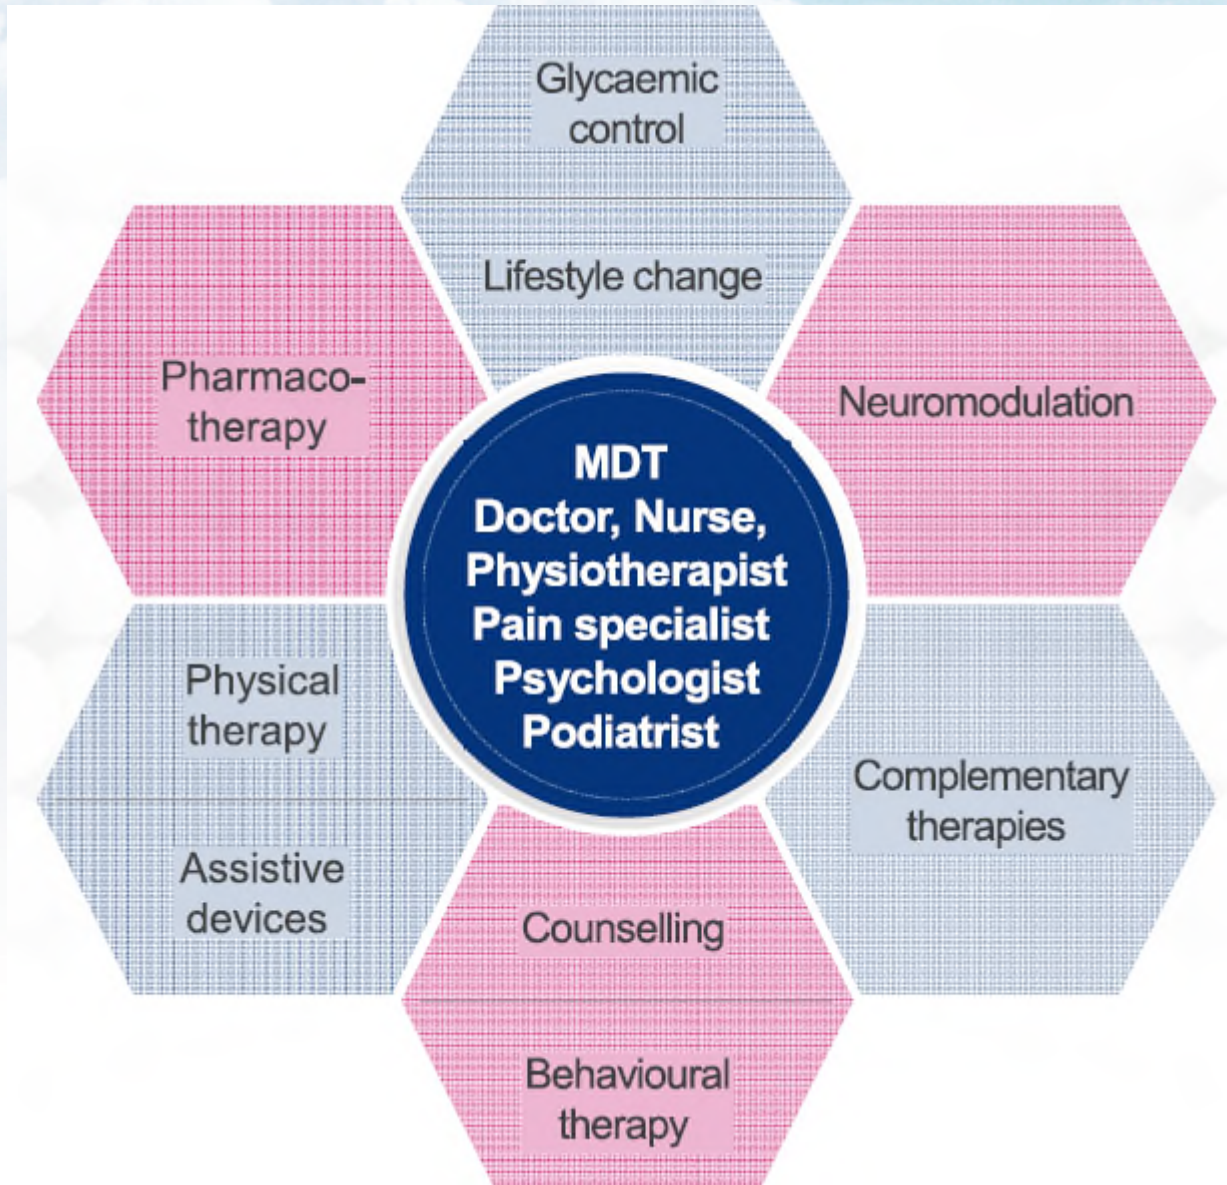 Glycaemic
control
Lifestyle change
Pharmaco-
therapy
Neuromodulation
MDT
Doctor, Nurse,
Physiotherapist
Pain specialist
Psychologist
Podiatrist
Physical
therapy
Assistive
devices
Complementary
therapies
Counselling
Behavioural
therapy